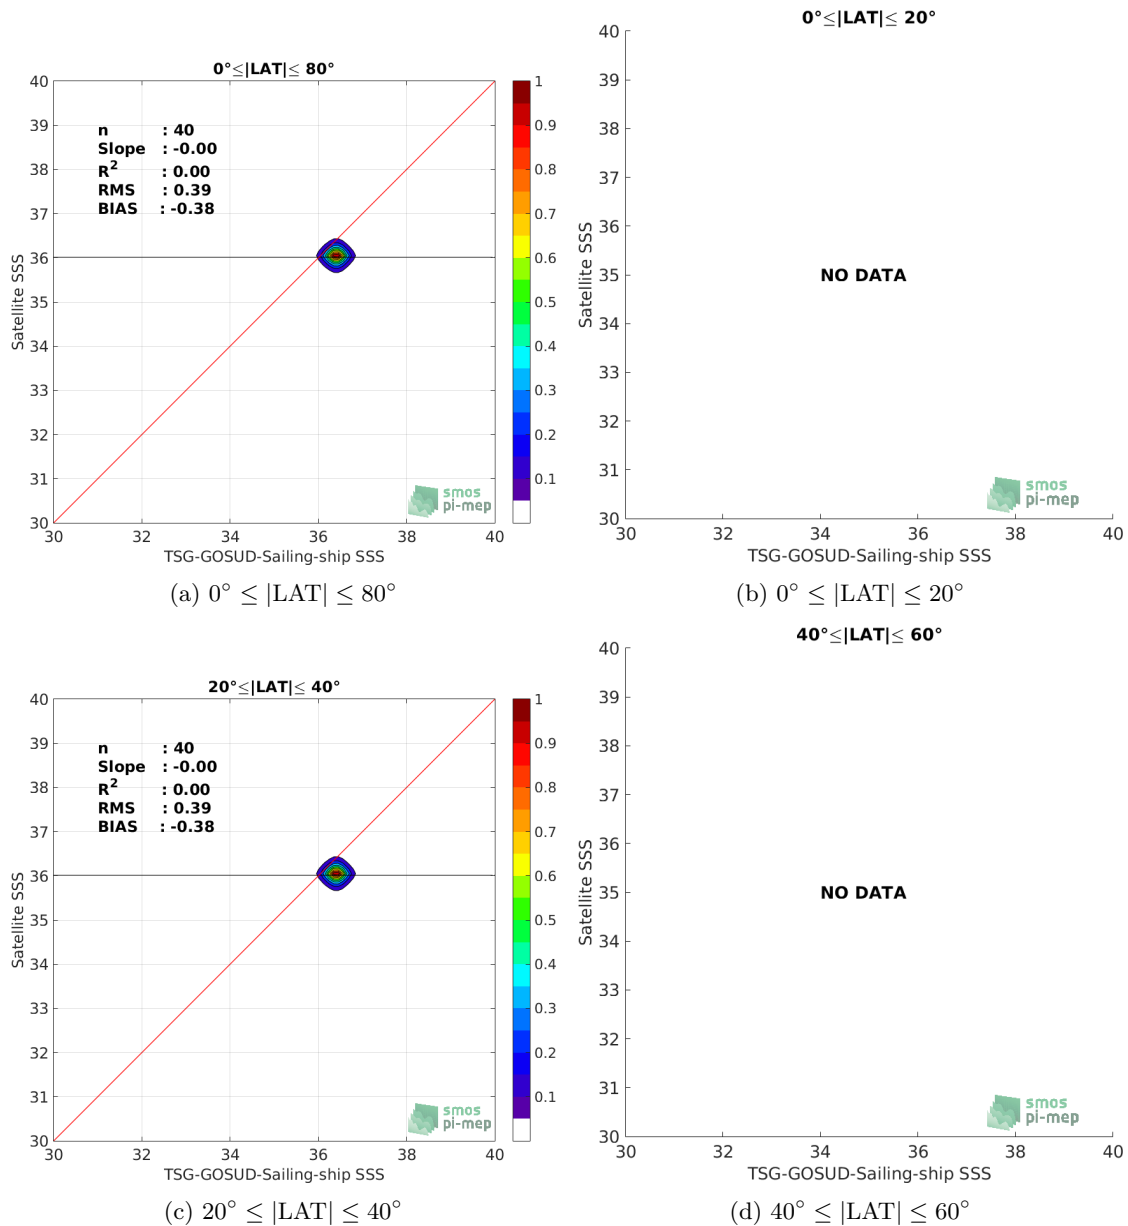 0°≤|LAT|≤ 80°
40
39
38
37
36
35
34
33
32
31
30
Satellite SSS
n : 40
Slope : -0.00
R² : 0.00
RMS : 0.39
BIAS : -0.38
smos
pi-mep
30 32 34 36 38 40
TSG-GOSUD-Sailing-ship SSS
1
0.9
0.8
0.7
0.6
0.5
0.4
0.3
0.2
0.1
(a) 0° ≤ |LAT| ≤ 80°
0°≤|LAT|≤ 20°
40
39
38
37
36
35
34
33
32
31
30
Satellite SSS
NO DATA
smos
pi-mep
30 32 34 36 38 40
TSG-GOSUD-Sailing-ship SSS
(b) 0° ≤ |LAT| ≤ 20°
20°≤|LAT|≤ 40°
40
39
38
37
36
35
34
33
32
31
30
Satellite SSS
n : 40
Slope : -0.00
R² : 0.00
RMS : 0.39
BIAS : -0.38
smos
pi-mep
30 32 34 36 38 40
TSG-GOSUD-Sailing-ship SSS
1
0.9
0.8
0.7
0.6
0.5
0.4
0.3
0.2
0.1
(c) 20° ≤ |LAT| ≤ 40°
40°≤|LAT|≤ 60°
40
39
38
37
36
35
34
33
32
31
30
Satellite SSS
NO DATA
smos
pi-mep
30 32 34 36 38 40
TSG-GOSUD-Sailing-ship SSS
(d) 40° ≤ |LAT| ≤ 60°